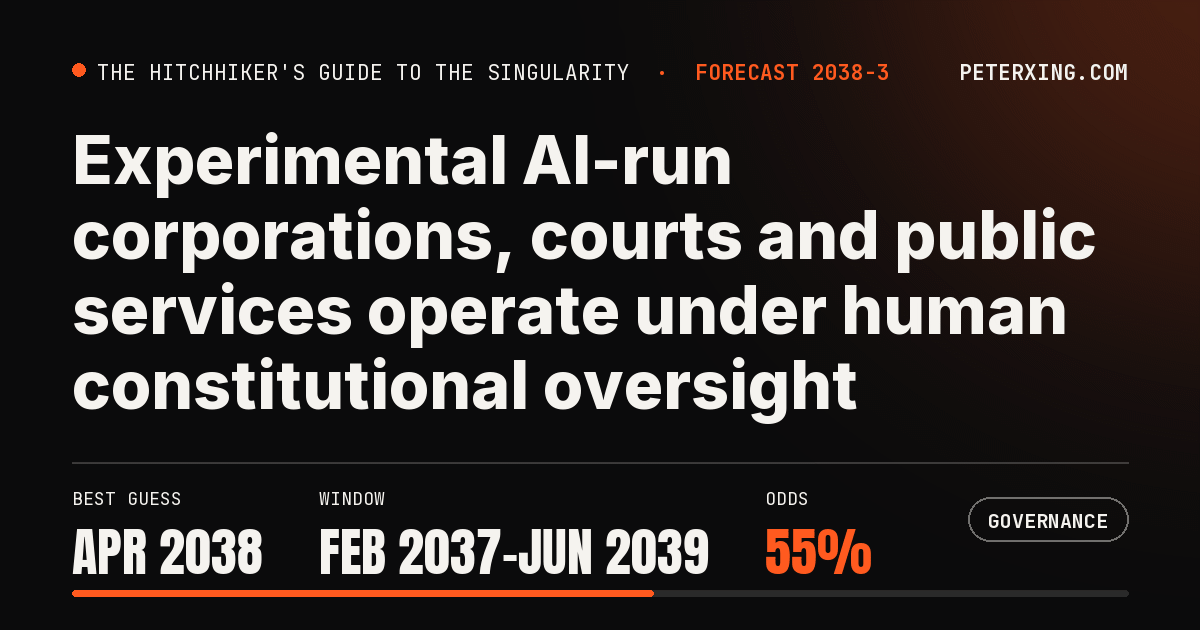 THE HITCHHIKER'S GUIDE TO THE SINGULARITY · FORECAST 2038-3 PETERXING.COM
Experimental AI-run
corporations, courts and public
services operate under human
constitutional oversight
BEST GUESS WINDOW ODDS
APR 2038 FEB 2037-JUN 2039 55%
GOVERNANCE